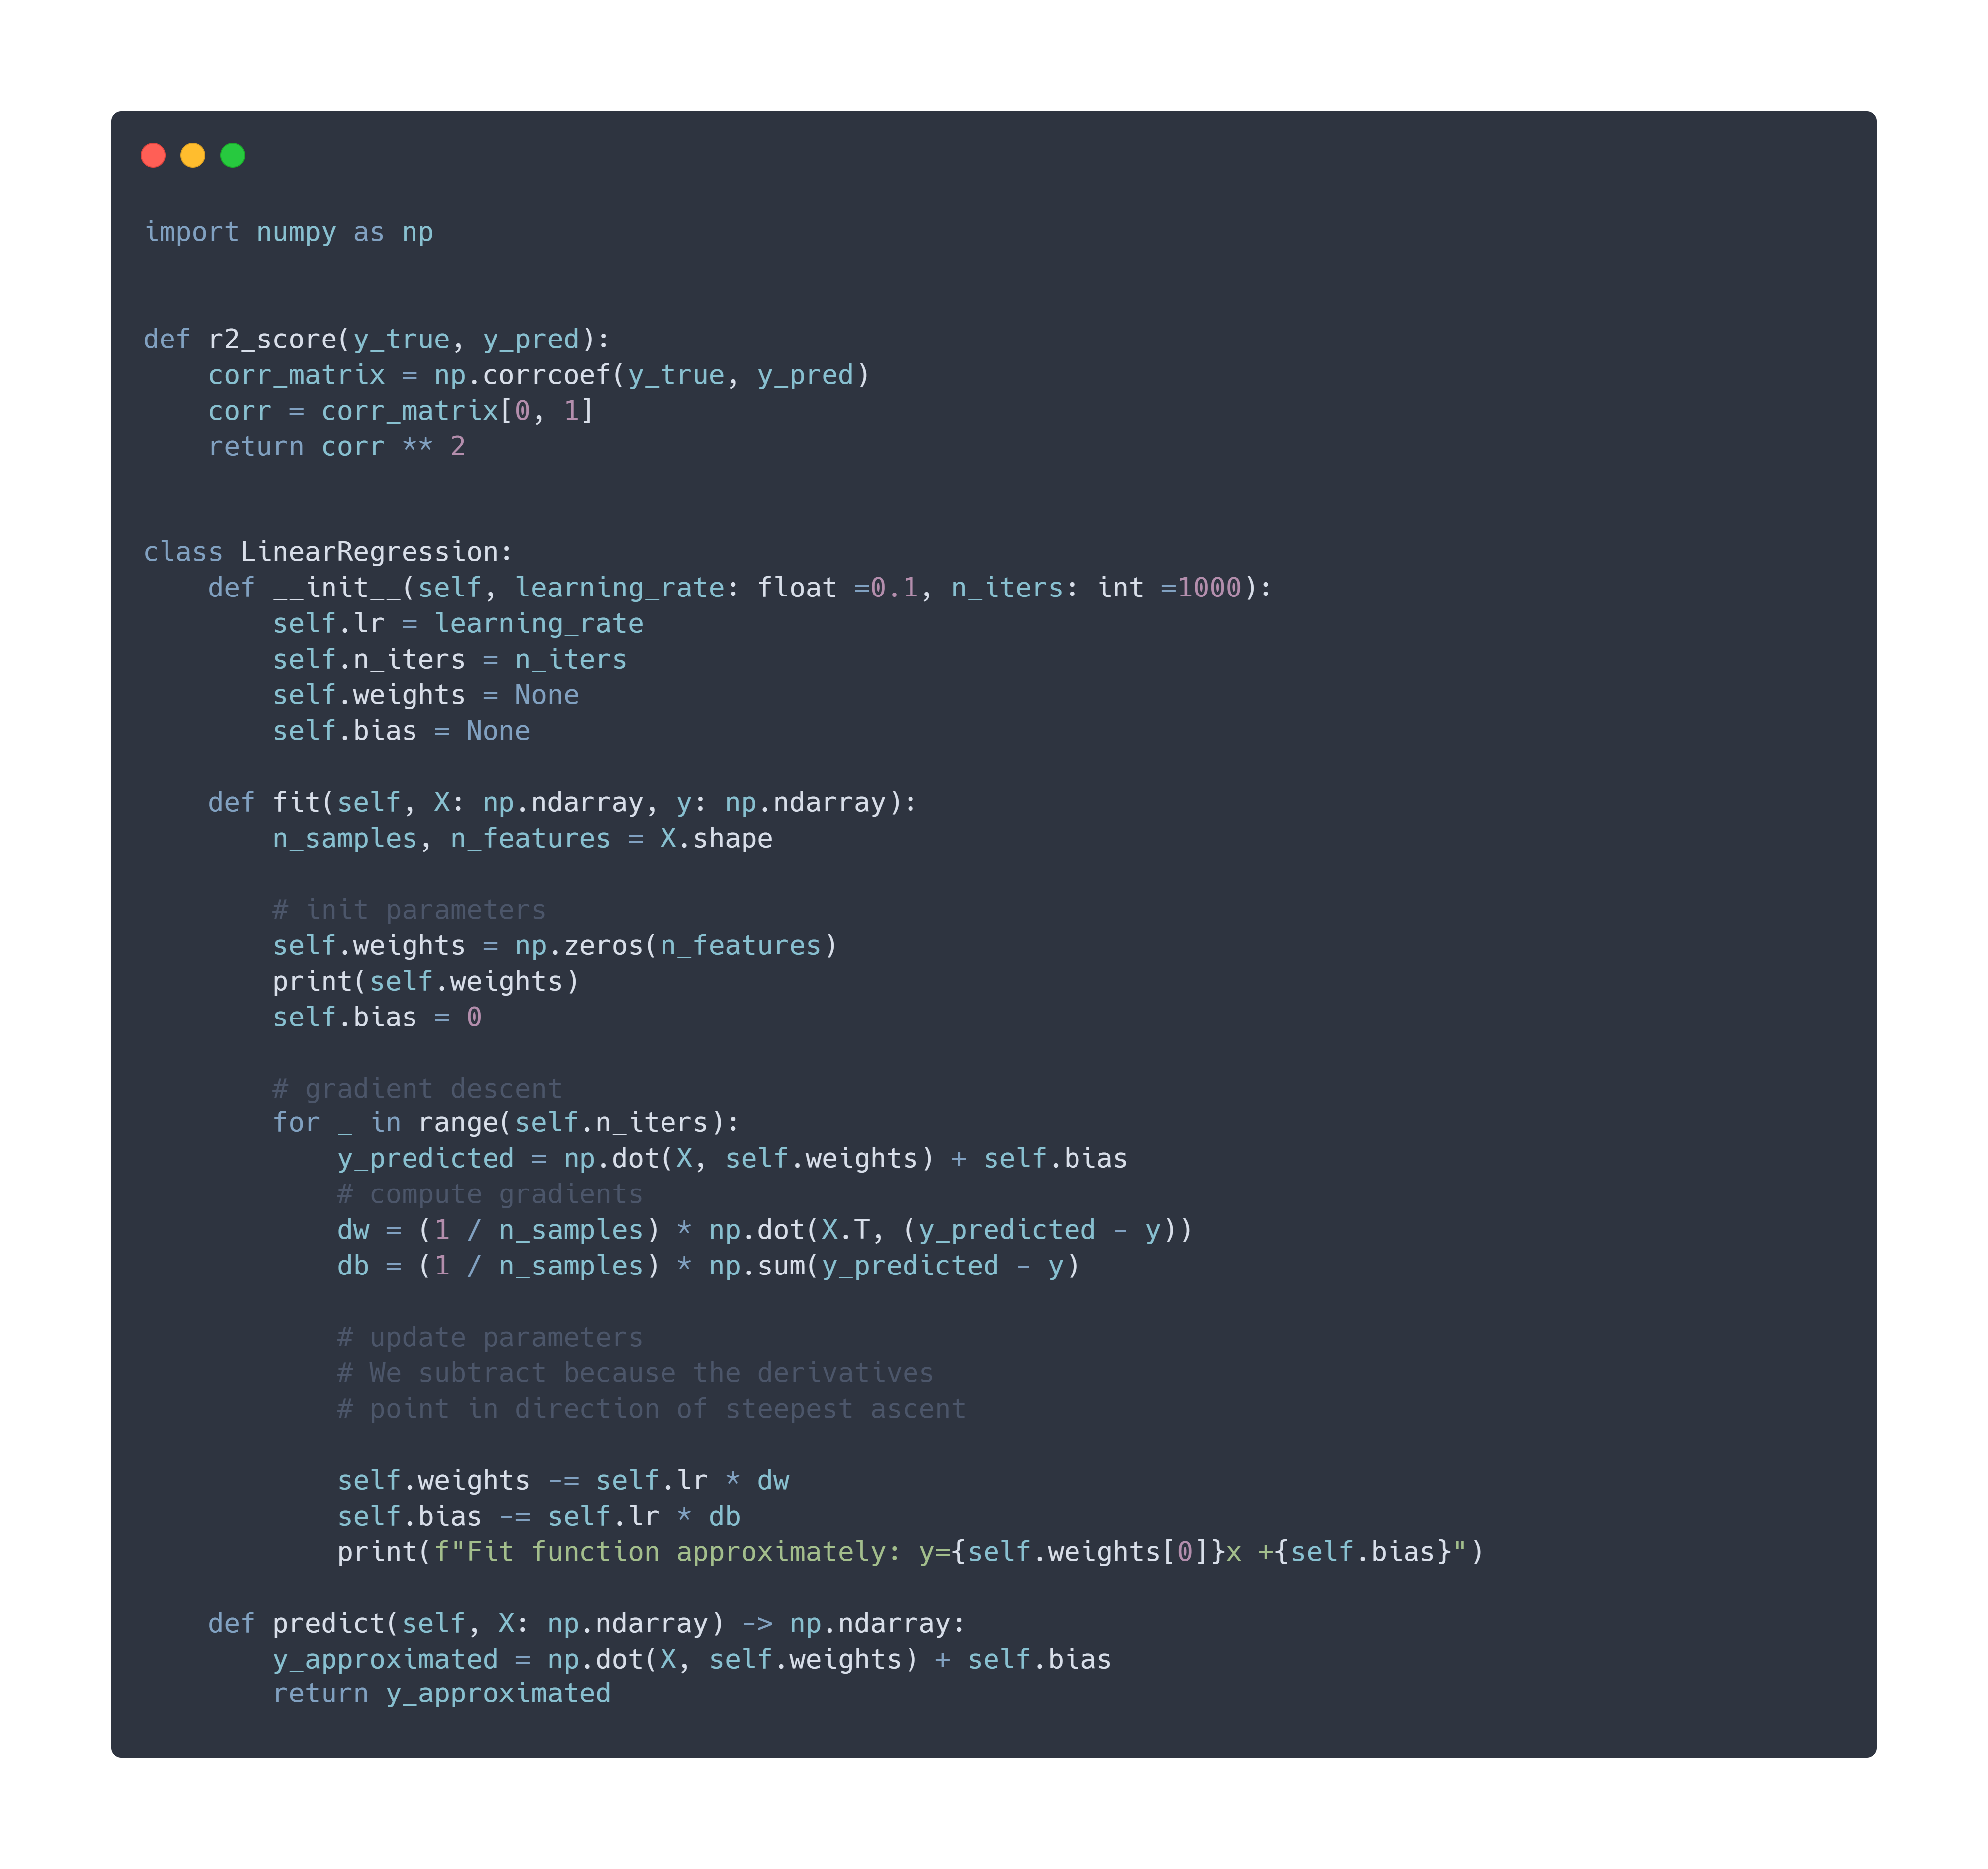 import numpy as np
def r2_score(y_true, y_pred):
    corr_matrix = np.corrcoef(y_true, y_pred)
    corr = corr_matrix[0, 1]
    return corr ** 2
class LinearRegression:
    def __init__(self, learning_rate: float =0.1, n_iters: int =1000):
        self.lr = learning_rate
        self.n_iters = n_iters
        self.weights = None
        self.bias = None
    def fit(self, X: np.ndarray, y: np.ndarray):
        n_samples, n_features = X.shape
        # init parameters
        self.weights = np.zeros(n_features)
        print(self.weights)
        self.bias = 0
        # gradient descent
        for _ in range(self.n_iters):
            y_predicted = np.dot(X, self.weights) + self.bias
            # compute gradients
            dw = (1 / n_samples) * np.dot(X.T, (y_predicted - y))
            db = (1 / n_samples) * np.sum(y_predicted - y)
            # update parameters
            # We subtract because the derivatives
            # point in direction of steepest ascent
            self.weights -= self.lr * dw
            self.bias -= self.lr * db
            print(f"Fit function approximately: y={self.weights[0]}x +{self.bias}")
    def predict(self, X: np.ndarray) -> np.ndarray:
        y_approximated = np.dot(X, self.weights) + self.bias
        return y_approximated